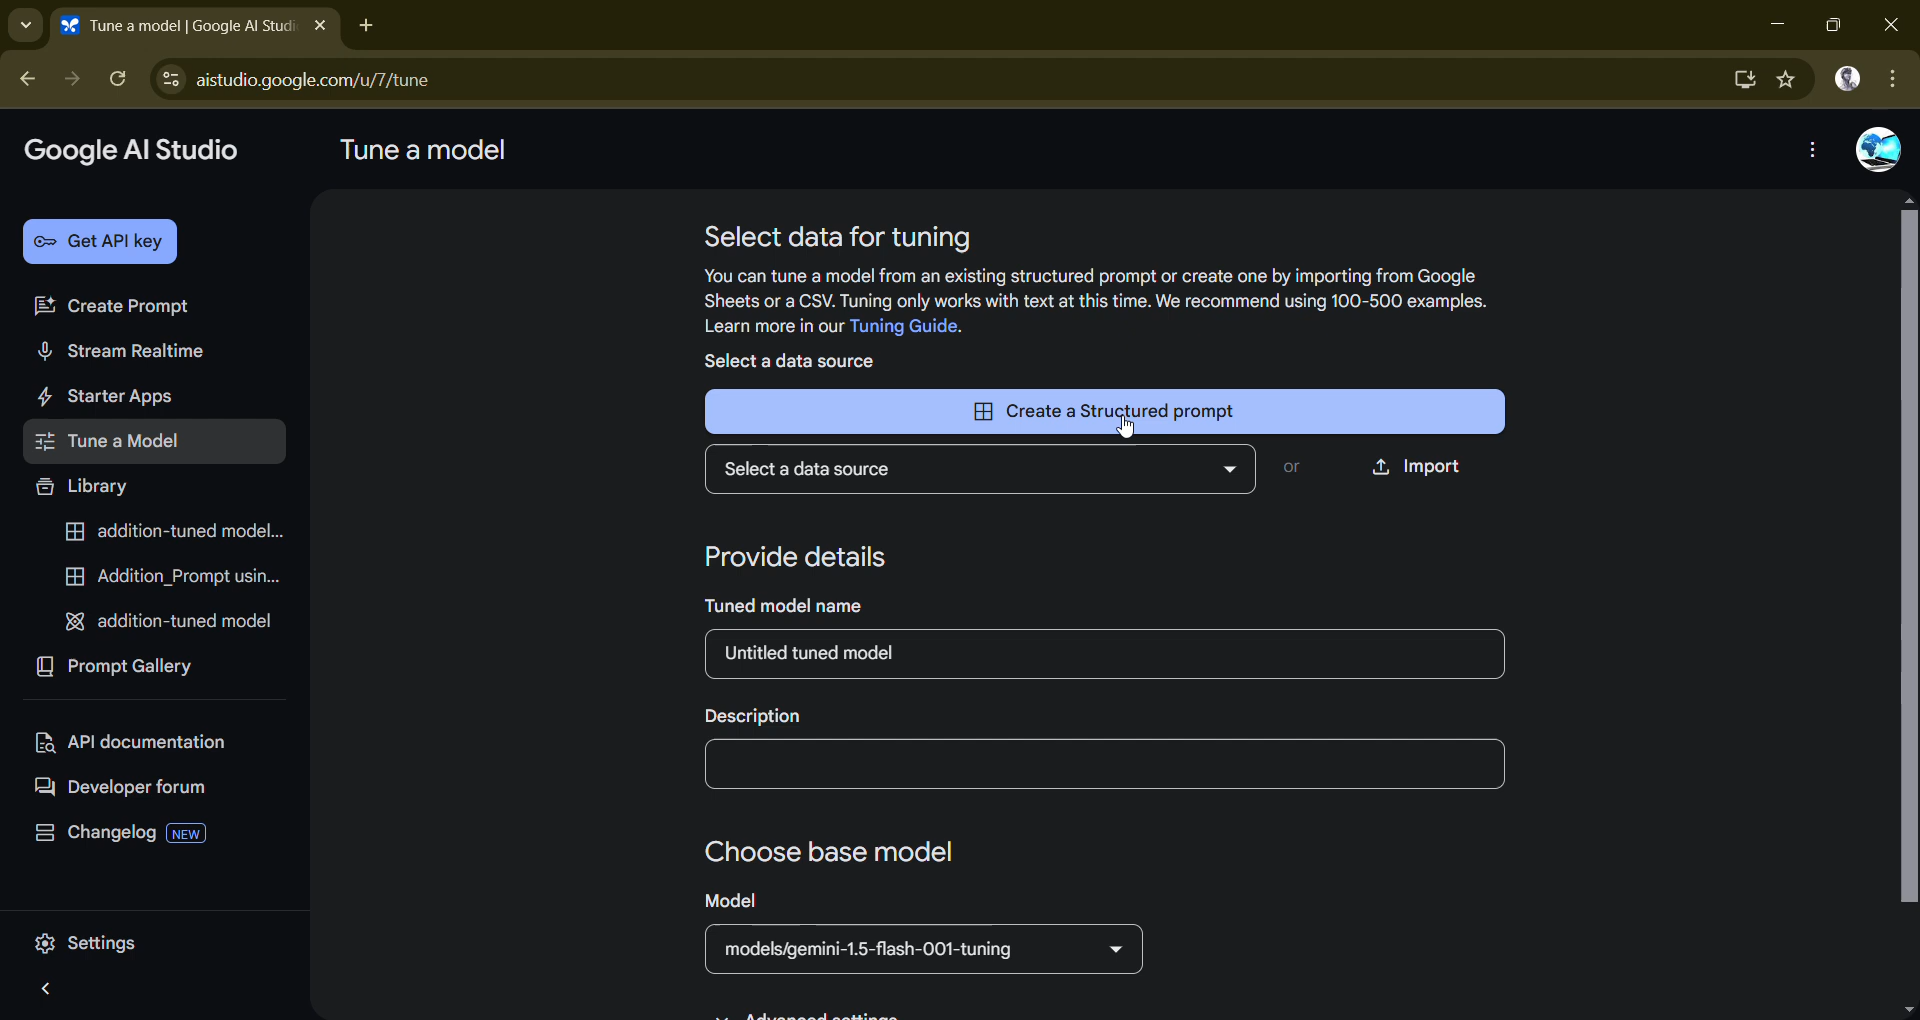 Tune a model | Google AI Studi
aistudio.google.com/u/7/tune
Google AI Studio
Tune a model
Get API key
Create Prompt
Stream Realtime
Starter Apps
Tune a Model
Library
addition-tuned model...
Addition_Prompt usin...
addition-tuned model
Prompt Gallery
API documentation
Developer forum
Changelog NEW
Settings
Select data for tuning
You can tune a model from an existing structured prompt or create one by importing from Google
Sheets or a CSV. Tuning only works with text at this time. We recommend using 100-500 examples.
Learn more in our Tuning Guide.
Select a data source
Create a Structured prompt
Select a data source
or
Import
Provide details
Tuned model name
Untitled tuned model
Description
Choose base model
Model
models/gemini-1.5-flash-001-tuning
Advanced settings